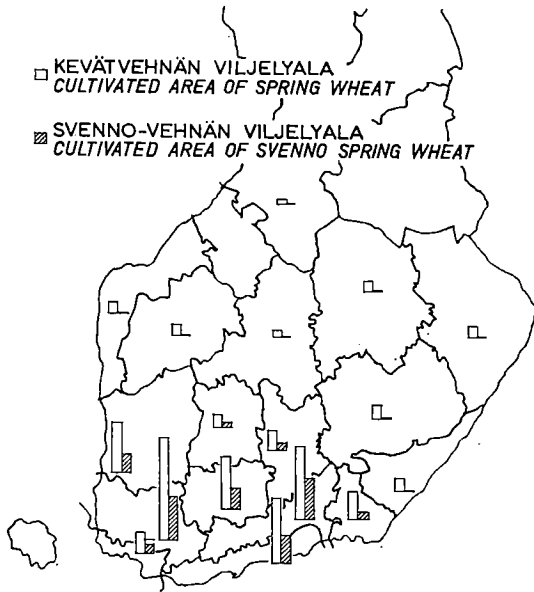 KEVÄTVEHNÄN VILJELYALA
CULTIVATED AREA OF SPRING WHEAT
SVENNO-VEHNÄN VILJELYALA
CULTIVATED AREA OF SVENNO SPRING WHEAT